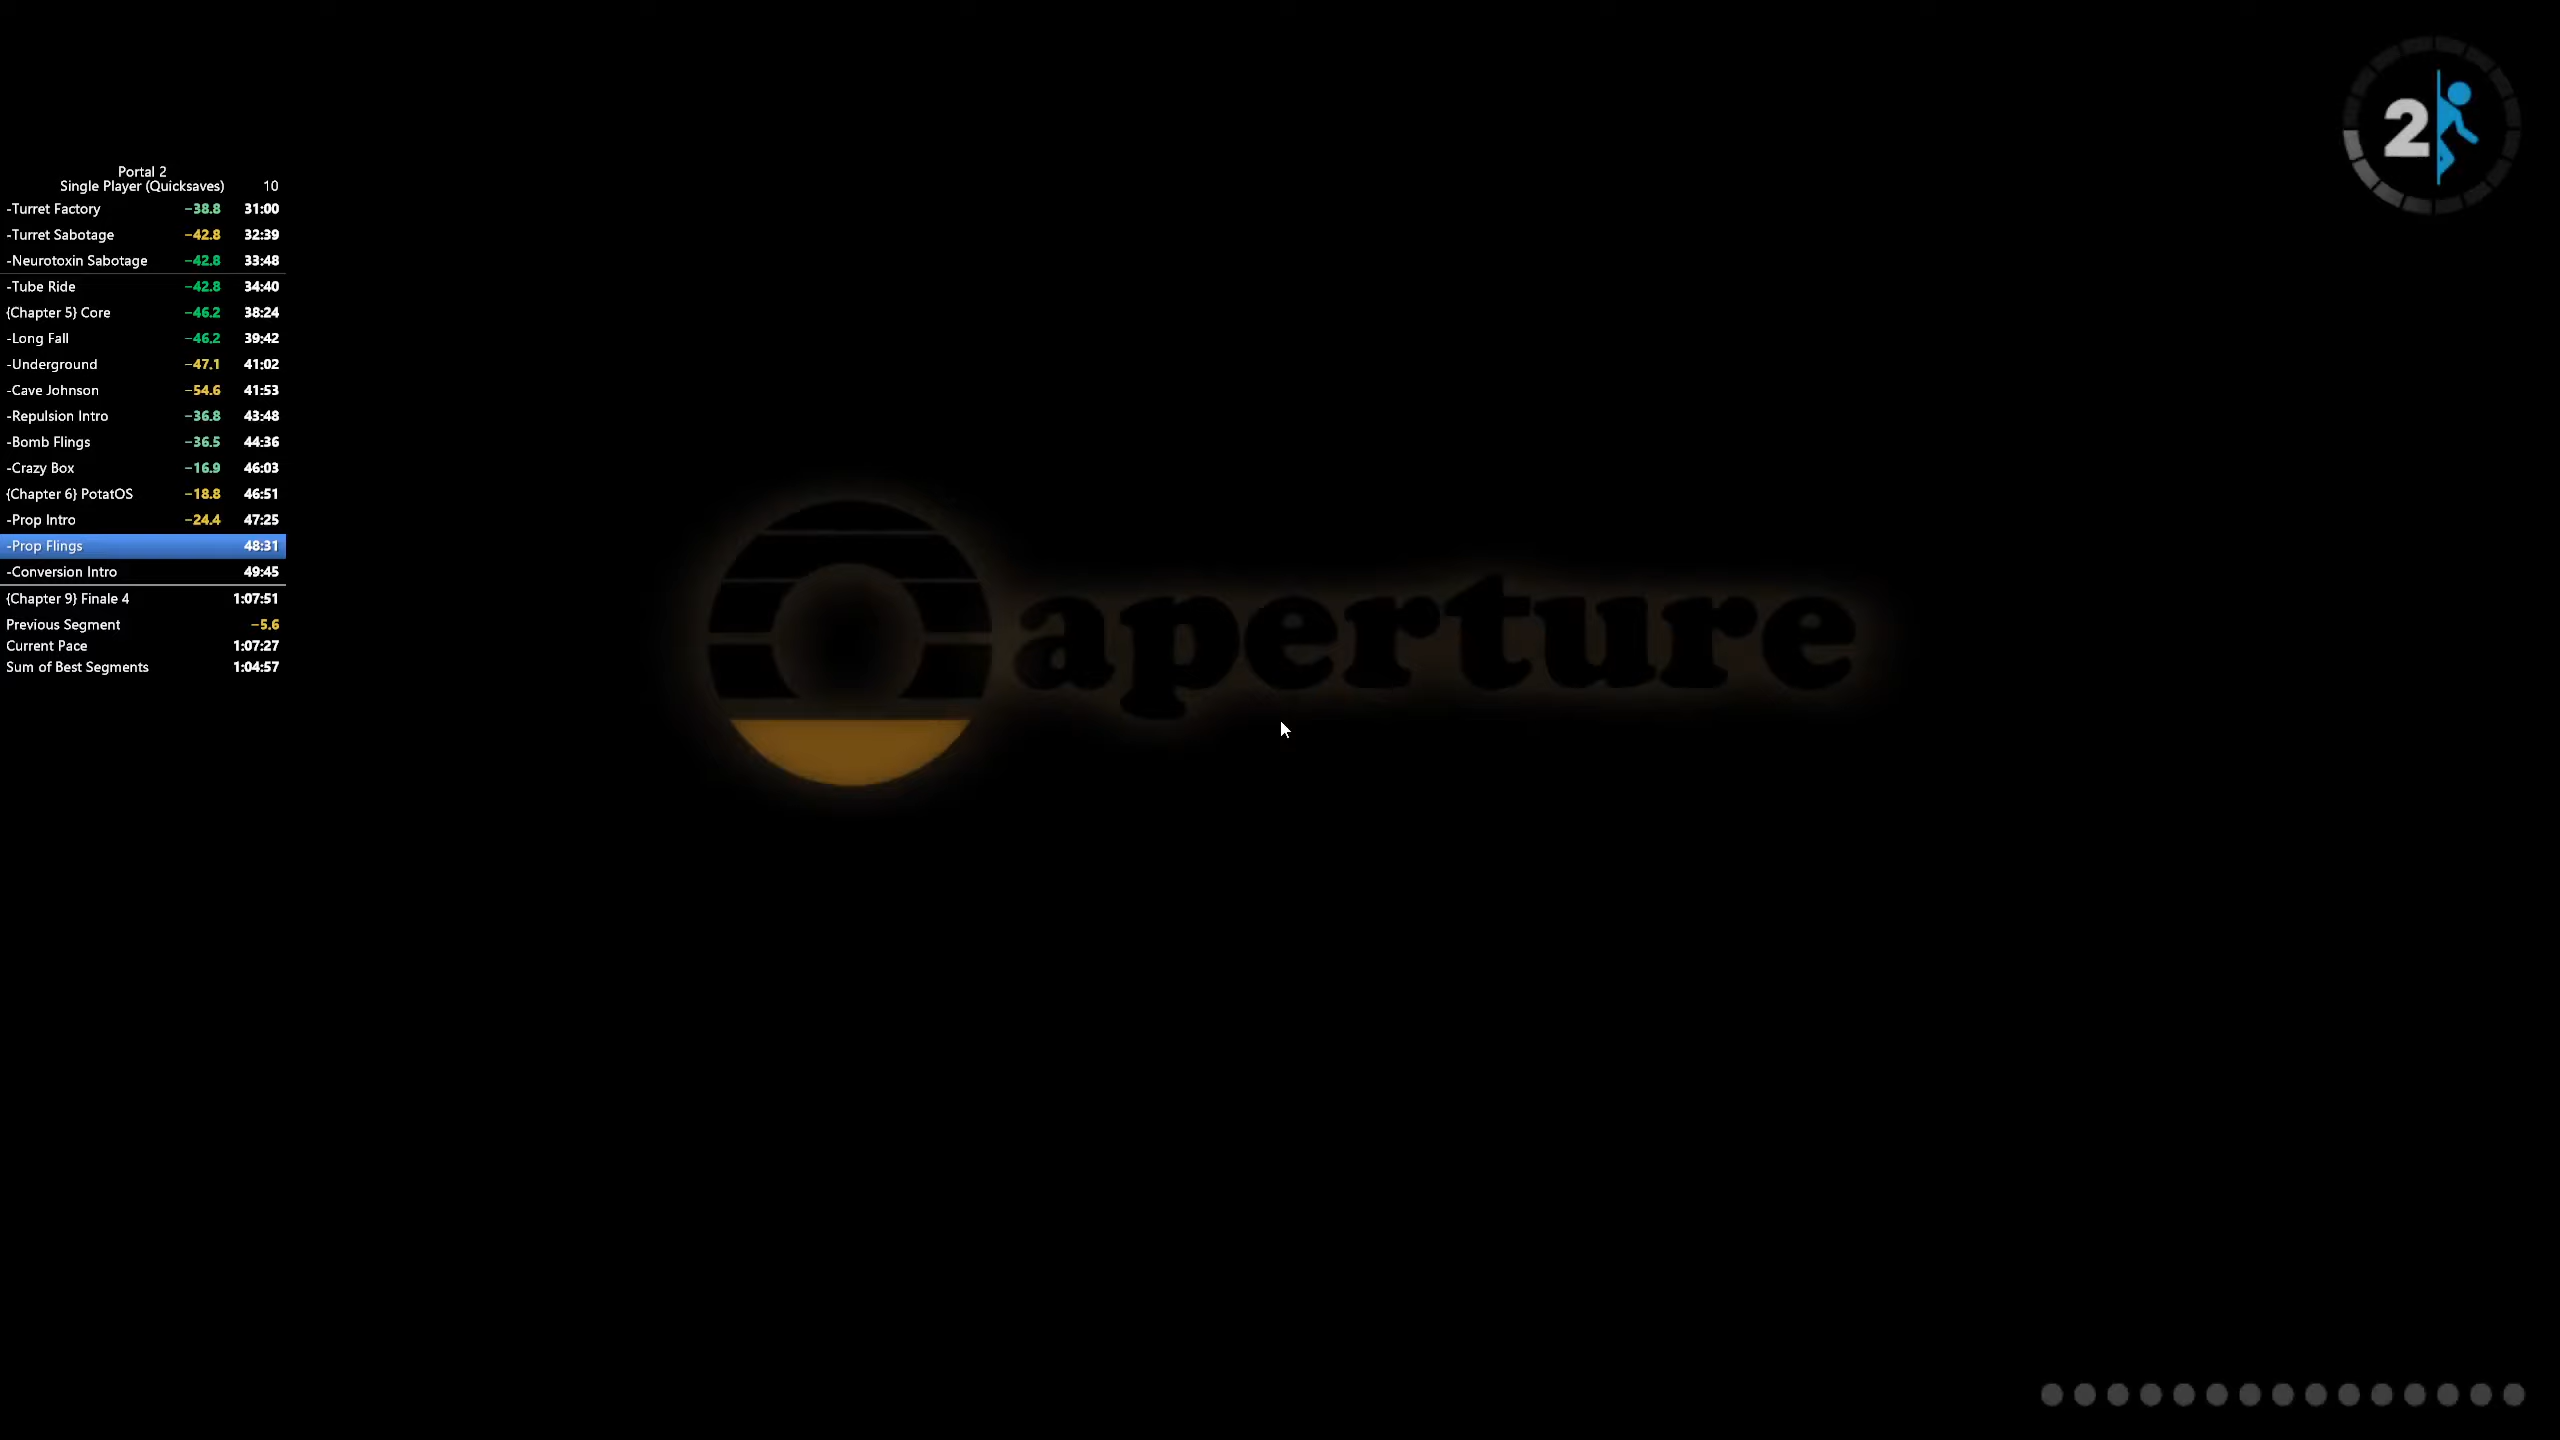 2
Portal 2
Single Player (Quicksaves) 10
-Turret Factory −38.8 31:00
-Turret Sabotage −42.8 32:39
-Neurotoxin Sabotage −42.8 33:48
-Tube Ride −42.8 34:40
{Chapter 5} Core −46.2 38:24
-Long Fall −46.2 39:42
-Underground −47.1 41:02
-Cave Johnson −54.6 41:53
-Repulsion Intro −36.8 43:48
-Bomb Flings −36.5 44:36
-Crazy Box −16.9 46:03
{Chapter 6} PotatOS −18.8 46:51
-Prop Intro −24.4 47:25
-Prop Flings 48:31
-Conversion Intro 49:45
{Chapter 9} Finale 4 1:07:51
Previous Segment −5.6
Current Pace 1:07:27
Sum of Best Segments 1:04:57
aperture